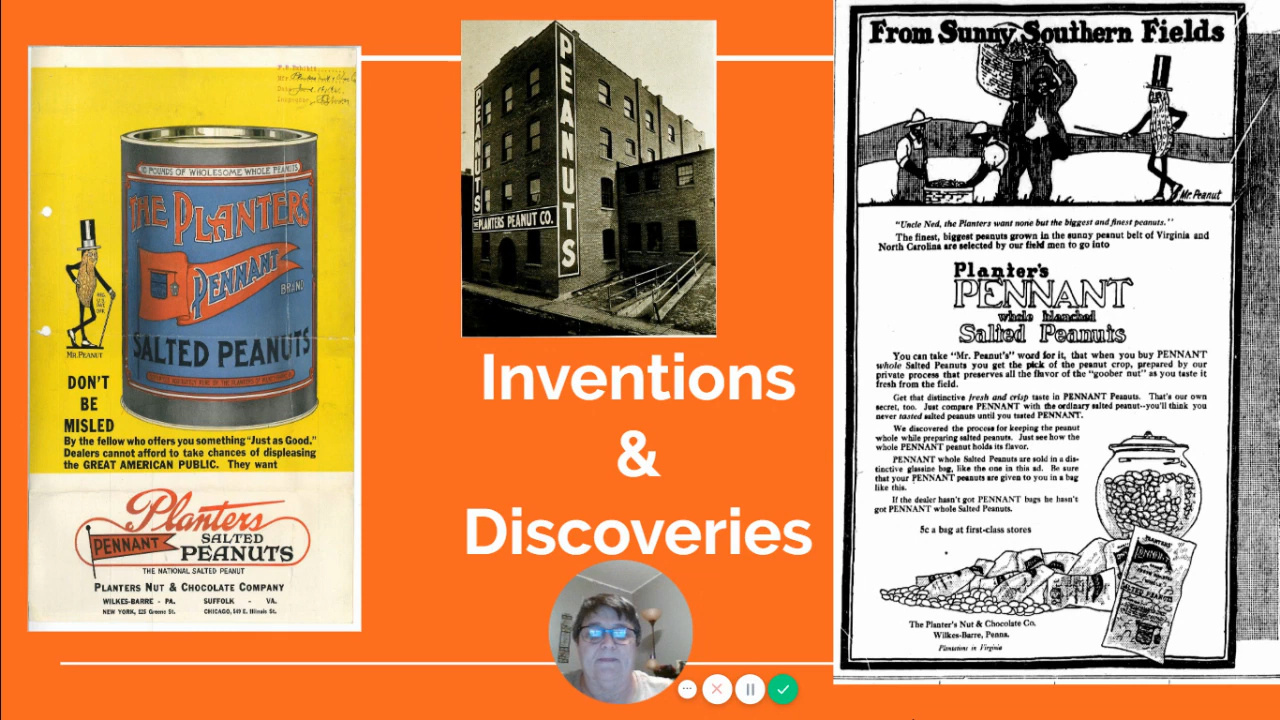 10 POUNDS OF WHOLESOME WHOLE PEANUTS
THE PLANTERS
PENNANT
BRAND
SALTED PEANUTS
MR. PEANUT
DON'T
BE
MISLED
By the fellow who offers you something "Just as Good."
Dealers cannot afford to take chances of displeasing
the GREAT AMERICAN PUBLIC. They want
Planters
PENNANT
SALTED
PEANUTS
THE NATIONAL SALTED PEANUT
PLANTERS NUT & CHOCOLATE COMPANY
WILKES-BARRE - PA. SUFFOLK - VA.
NEW YORK, 225 Greene St. CHICAGO, 549 E. Illinois St.
PEANUTS
PEANUTS
THE PLANTERS PEANUT CO.
Inventions
&
Discoveries
From Sunny Southern Fields
Mr. Peanut
"Uncle Ned, the Planters want none but the biggest and finest peanuts."
The finest, biggest peanuts grown in the sunny peanut belt of Virginia and
North Carolina are selected by our field men to go into
Planter's
PENNANT
whole blanched
Salted Peanuts
You can take "Mr. Peanut's" word for it, that when you buy PENNANT
whole Salted Peanuts you get the pick of the peanut crop, prepared by our
private process that preserves all the flavor of the "goober nut" as you taste it
fresh from the field.
Get that distinctive fresh and crisp taste in PENNANT Peanuts. That's our own
secret, too. Just compare PENNANT with the ordinary salted peanut--you'll think you
never tasted salted peanuts until you tasted PENNANT.
We discovered the process for keeping the peanut
whole while preparing salted peanuts. Just see how the
whole PENNANT peanut holds its flavor.
PENNANT whole Salted Peanuts are sold in a dis-
tinctive glassine bag, like the one in this ad. Be sure
that your PENNANT peanuts are given to you in a bag
like this.
If the dealer hasn't got PENNANT bags he hasn't
got PENNANT whole Salted Peanuts.
5c a bag at first-class stores
PLANTERS
PENNANT
The Planter's Nut & Chocolate Co.
Wilkes-Barre, Penna.
Plantations in Virginia